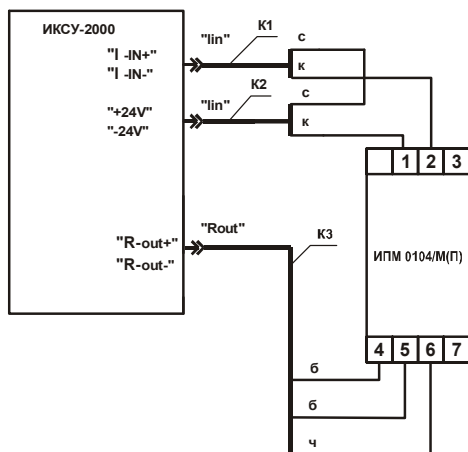 ИКСУ-2000
"Iin" К1 с
"I -IN+"
"I -IN-"
к
с
"Iin" К2
"+24V"
"-24V"
к
1 2 3
"Rout" К3
"R-out+"
"R-out-"
ИПМ 0104/М(П)
4 5 6 7
б
б
ч